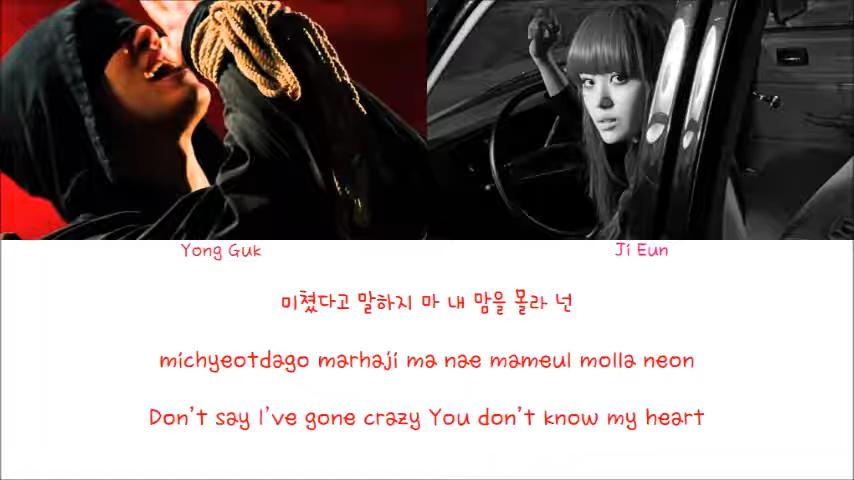 Yong Guk
Ji Eun
미쳤다고 말하지 마 내 맘을 몰라 넌
michyeotdago marhaji ma nae mameul molla neon
Don't say I've gone crazy You don't know my heart